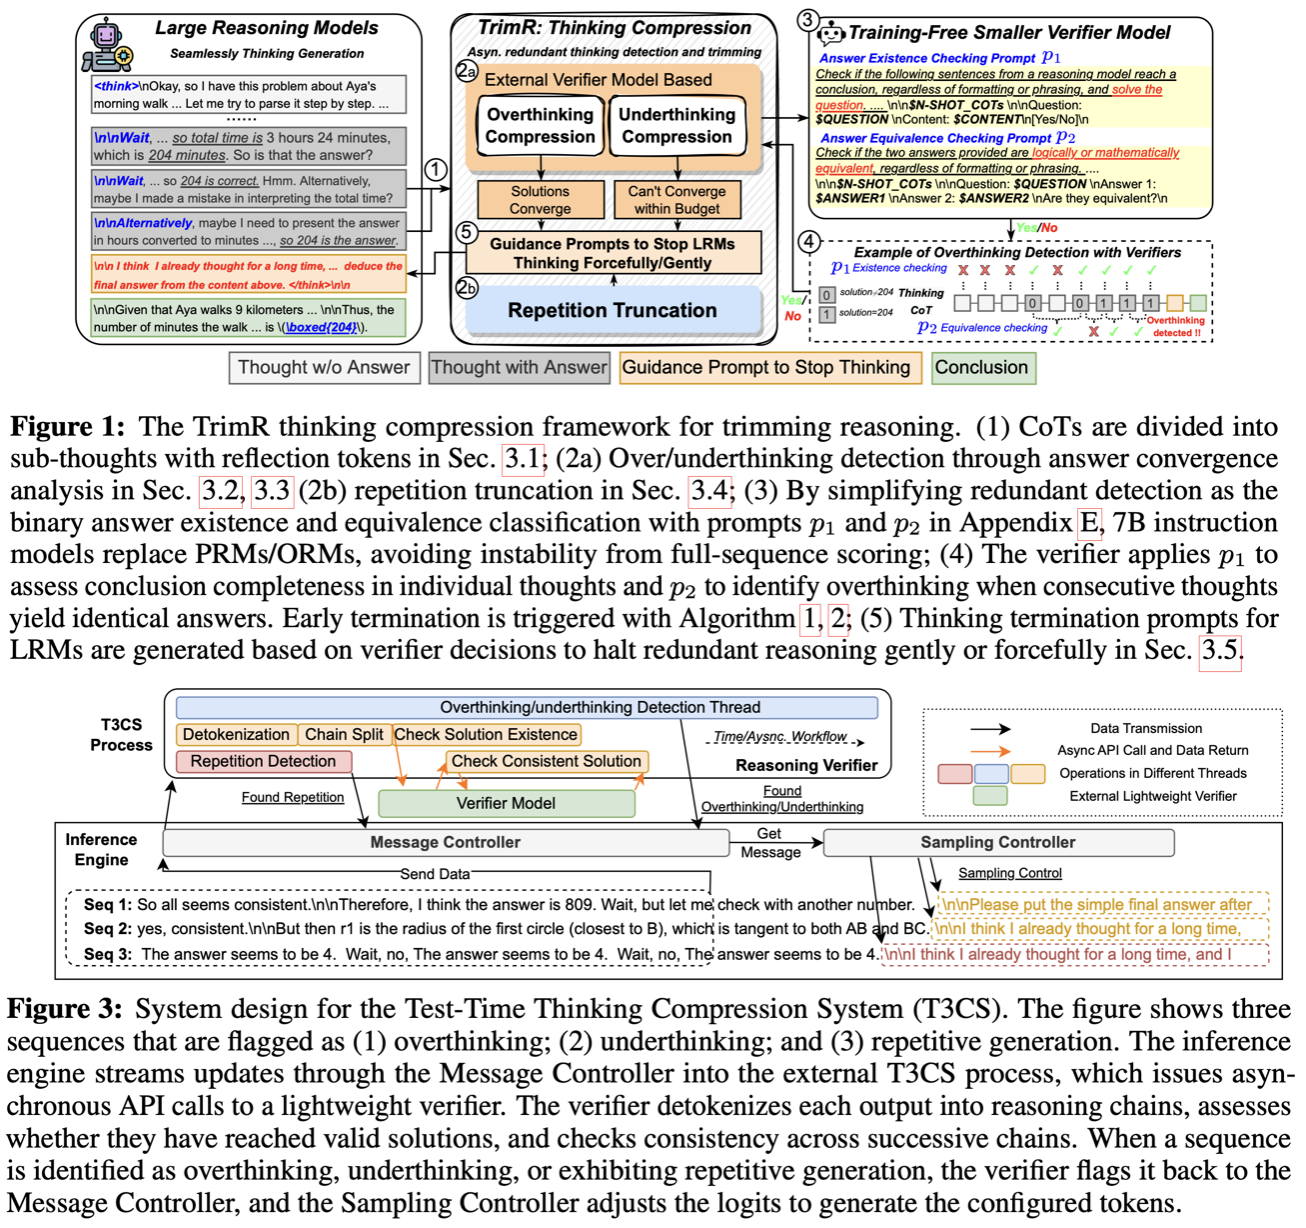 Large Reasoning Models
Seamlessly Thinking Generation
<think>\nOkay, so I have this problem about Aya's
morning walk ... Let me try to parse it step by step. ...
......
\n\nWait, ... so total time is 3 hours 24 minutes,
which is 204 minutes. So is that the answer?
\n\nWait, ... so 204 is correct. Hmm. Alternatively,
maybe I made a mistake in interpreting the total time?
\n\nAlternatively, maybe I need to present the answer
in hours converted to minutes ..., so 204 is the answer.
\n\n I think I already thought for a long time, ... deduce the
final answer from the content above. </think>\n\n
\n\nGiven that Aya walks 9 kilometers ... \n\nThus, the
number of minutes the walk ... is \(\boxed{204}\).
1
TrimR: Thinking Compression
Asyn. redundant thinking detection and trimming
2a
External Verifier Model Based
Overthinking
Compression
Underthinking
Compression
Solutions
Converge
Can't Converge
within Budget
5
Guidance Prompts to Stop LRMs
Thinking Forcefully/Gently
2b
Repetition Truncation
3
Training-Free Smaller Verifier Model
Answer Existence Checking Prompt p1
Check if the following sentences from a reasoning model reach a
conclusion, regardless of formatting or phrasing, and solve the
question. .... \n\n$N-SHOT_COTs \n\nQuestion:
$QUESTION \nContent: $CONTENT\n[Yes/No]\n
Answer Equivalence Checking Prompt p2
Check if the two answers provided are logically or mathematically
equivalent, regardless of formatting or phrasing. ....
\n\n$N-SHOT_COTs \n\nQuestion: $QUESTION \nAnswer 1:
$ANSWER1 \nAnswer 2: $ANSWER2 \nAre they equivalent?\n
Yes/No
4
Example of Overthinking Detection with Verifiers
p1 Existence checking X X X ✓ X ✓ ✓ ✓ ✓
Yes/
No
0 solution≠204 Thinking
1 solution=204 CoT
0 0 1 1 1
p2 Equivalence checking ✓ X ✓ ✓
Overthinking
detected !!
Thought w/o Answer
Thought with Answer
Guidance Prompt to Stop Thinking
Conclusion
Figure 1: The TrimR thinking compression framework for trimming reasoning. (1) CoTs are divided into
sub-thoughts with reflection tokens in Sec. 3.1; (2a) Over/underthinking detection through answer convergence
analysis in Sec. 3.2, 3.3 (2b) repetition truncation in Sec. 3.4; (3) By simplifying redundant detection as the
binary answer existence and equivalence classification with prompts p1 and p2 in Appendix E, 7B instruction
models replace PRMs/ORMs, avoiding instability from full-sequence scoring; (4) The verifier applies p1 to
assess conclusion completeness in individual thoughts and p2 to identify overthinking when consecutive thoughts
yield identical answers. Early termination is triggered with Algorithm 1, 2; (5) Thinking termination prompts for
LRMs are generated based on verifier decisions to halt redundant reasoning gently or forcefully in Sec. 3.5.
T3CS
Process
Overthinking/underthinking Detection Thread
Detokenization
Chain Split
Check Solution Existence
Repetition Detection
Check Consistent Solution
Time/Aysnc. Workflow
Reasoning Verifier
Verifier Model
Found Repetition
Found
Overthinking/Underthinking
Data Transmission
Async API Call and Data Return
Operations in Different Threads
External Lightweight Verifier
Inference
Engine
Message Controller
Get
Message
Sampling Controller
Send Data
Sampling Control
Seq 1: So all seems consistent.\n\nTherefore, I think the answer is 809. Wait, but let me check with another number. \n\nPlease put the simple final answer after
Seq 2: yes, consistent.\n\nBut then r1 is the radius of the first circle (closest to B), which is tangent to both AB and BC. \n\nI think I already thought for a long time,
Seq 3: The answer seems to be 4. Wait, no, The answer seems to be 4. Wait, no, The answer seems to be 4. \n\nI think I already thought for a long time, and I
Figure 3: System design for the Test-Time Thinking Compression System (T3CS). The figure shows three
sequences that are flagged as (1) overthinking; (2) underthinking; and (3) repetitive generation. The inference
engine streams updates through the Message Controller into the external T3CS process, which issues asyn-
chronous API calls to a lightweight verifier. The verifier detokenizes each output into reasoning chains, assesses
whether they have reached valid solutions, and checks consistency across successive chains. When a sequence
is identified as overthinking, underthinking, or exhibiting repetitive generation, the verifier flags it back to the
Message Controller, and the Sampling Controller adjusts the logits to generate the configured tokens.